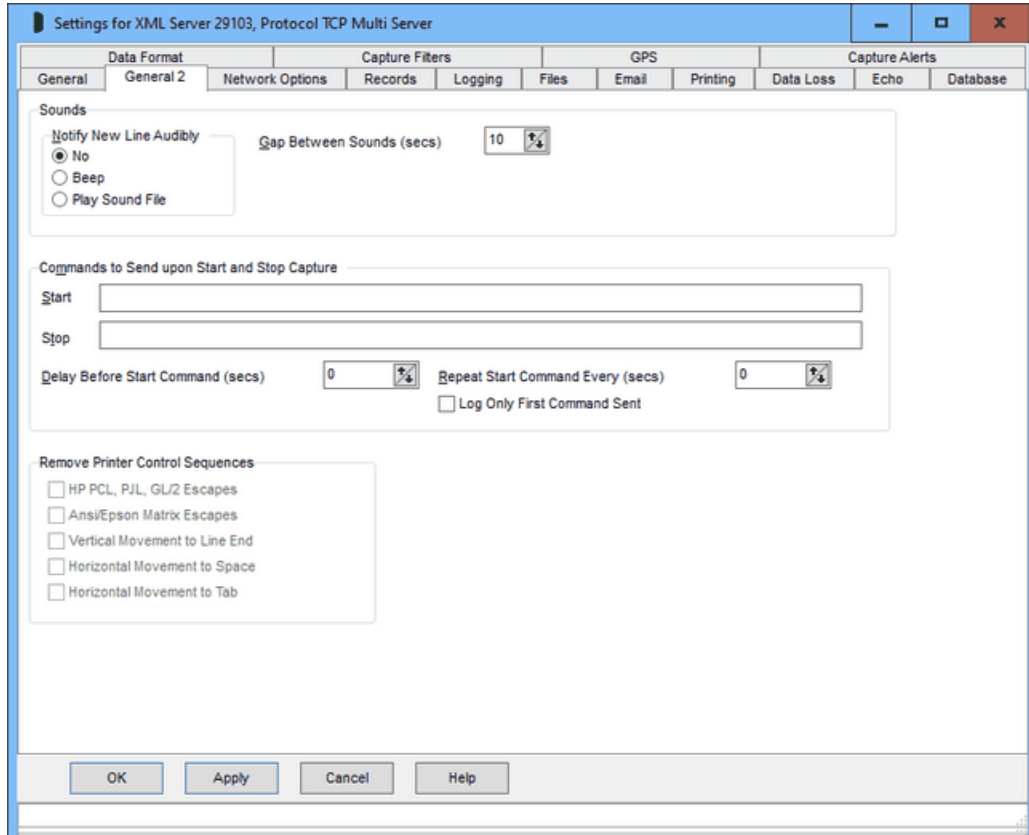 Settings for XML Server 29103, Protocol TCP Multi Server
Data Format Capture Filters GPS Capture Alerts
General General 2 Network Options Records Logging Files Email Printing Data Loss Echo Database
Sounds
Notify New Line Audibly
Gap Between Sounds (secs) 10
No
Beep
Play Sound File
Commands to Send upon Start and Stop Capture
Start
Stop
Delay Before Start Command (secs) 0 Repeat Start Command Every (secs) 0
Log Only First Command Sent
Remove Printer Control Sequences
HP PCL, PJL, GL/2 Escapes
Ansi/Epson Matrix Escapes
Vertical Movement to Line End
Horizontal Movement to Space
Horizontal Movement to Tab
OK Apply Cancel Help